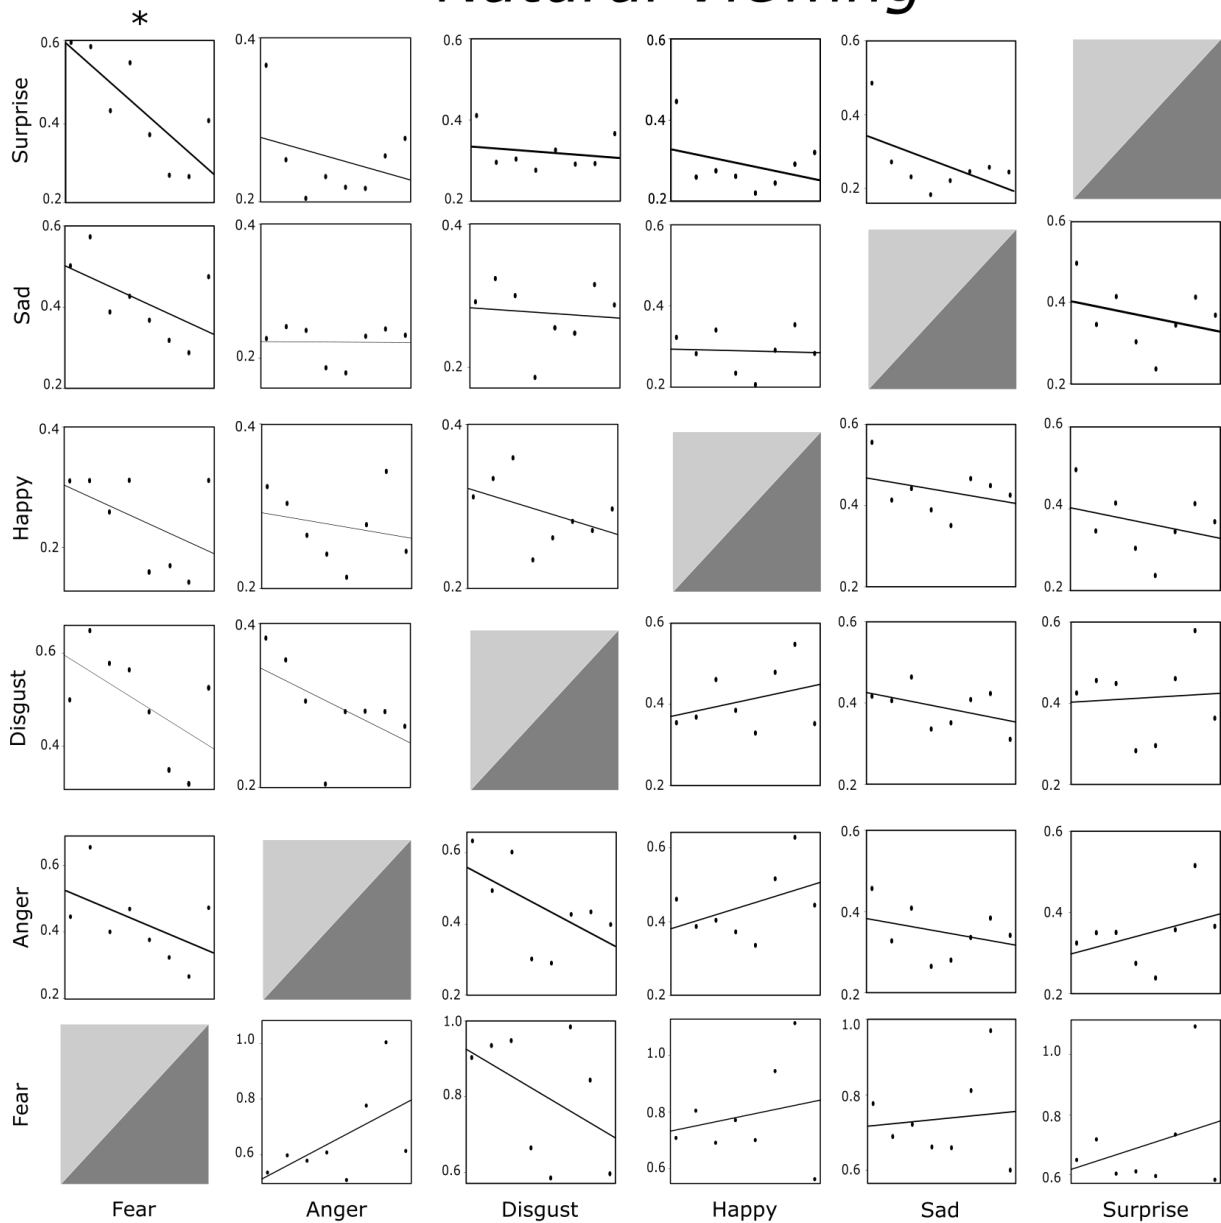 Natural Viewing
*
Surprise
0.6 0.4 0.6 0.6 0.6
0.4 0.4 0.4 0.4
0.2 0.2 0.2 0.2 0.2
Sad
0.6 0.4 0.4 0.6 0.6
0.4 0.4 0.4
0.2 0.2 0.2 0.2 0.2
Happy
0.4 0.4 0.4 0.6 0.6
0.4 0.4
0.2 0.2 0.2 0.2 0.2
Disgust
0.6 0.4 0.6 0.6 0.6
0.4 0.4 0.4 0.4
0.2 0.2 0.2 0.2
Anger
0.6 0.6 0.6 0.6 0.6
0.4 0.4 0.4 0.4 0.4
0.2 0.2 0.2 0.2 0.2
Fear
1.0 1.0 1.0 1.0 1.0
0.8 0.8 0.8 0.8 0.8
0.6 0.6 0.6 0.6 0.6
Fear Anger Disgust Happy Sad Surprise